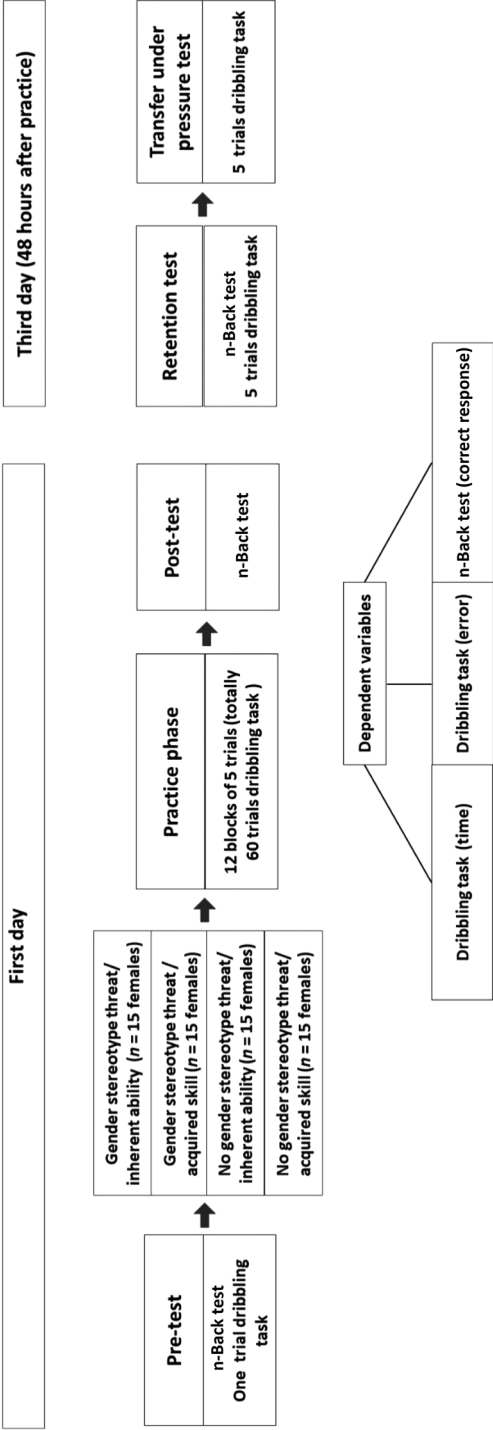 First day
Third day (48 hours after practice)
Pre-test
n-Back test
One trial dribbling
task
Gender stereotype threat/
inherent ability (n = 15 females)
Gender stereotype threat/
acquired skill (n = 15 females)
No gender stereotype threat/
inherent ability (n = 15 females)
No gender stereotype threat/
acquired skill (n = 15 females)
Practice phase
12 blocks of 5 trials (totally
60 trials dribbling task )
Post-test
n-Back test
Retention test
n-Back test
5 trials dribbling task
Transfer under
pressure test
5 trials dribbling task
Dependent variables
Dribbling task (time)
Dribbling task (error)
n-Back test (correct response)